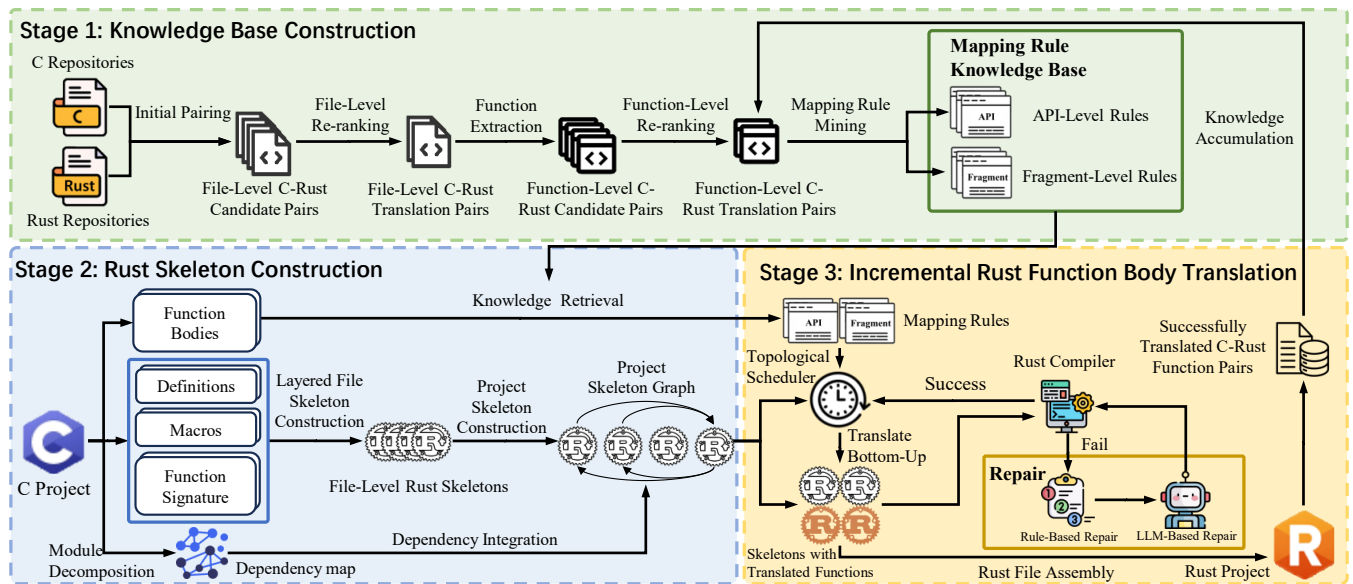 Stage 1: Knowledge Base Construction
C Repositories
C
Rust
Rust Repositories
Initial Pairing
File-Level C-Rust
Candidate Pairs
File-Level
Re-ranking
File-Level C-Rust
Translation Pairs
Function
Extraction
Function-Level C-
Rust Candidate Pairs
Function-Level
Re-ranking
Function-Level C-
Rust Translation Pairs
Mapping Rule
Mining
Mapping Rule
Knowledge Base
API
API-Level Rules
Fragment
Fragment-Level Rules
Knowledge
Accumulation
Stage 2: Rust Skeleton Construction
C
C Project
Function
Bodies
Definitions
Macros
Function
Signature
Module
Decomposition
Dependency map
Knowledge Retrieval
Layered File
Skeleton
Construction
File-Level Rust Skeletons
Project
Skeleton
Construction
Project
Skeleton Graph
R
R
R
R
Dependency Integration
Stage 3: Incremental Rust Function Body Translation
API
Fragment
Mapping Rules
Topological
Scheduler
Translate
Bottom-Up
R
R
R
R
Skeletons with
Translated Functions
Success
Rust Compiler
Fail
Repair
1
2
3
Rule-Based Repair
LLM-Based Repair
Rust File Assembly
Successfully
Translated C-Rust
Function Pairs
R
Rust Project